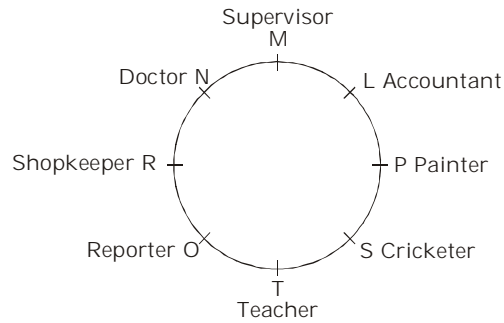 Supervisor
M
Doctor N
L Accountant
Shopkeeper R
P Painter
Reporter O
S Cricketer
T
Teacher